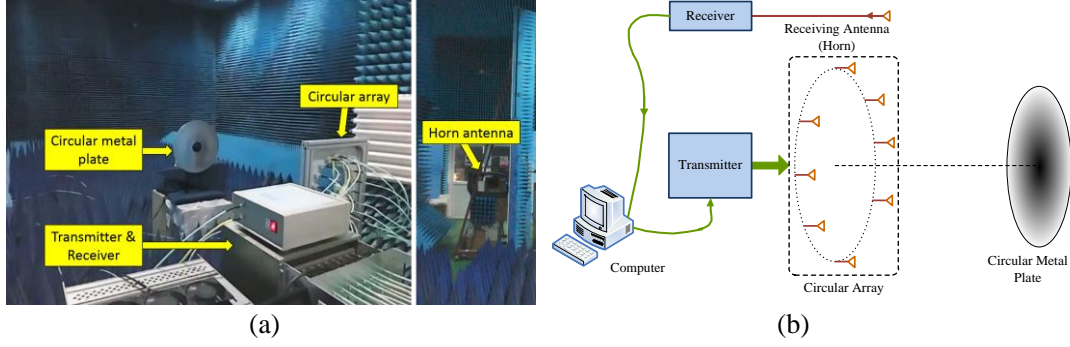 Circular array
Horn antenna
Circular metal
plate
Transmitter &
Receiver
(a)
Receiver
Receiving Antenna
(Horn)
Transmitter
Computer
Circular Array
Circular Metal
Plate
(b)